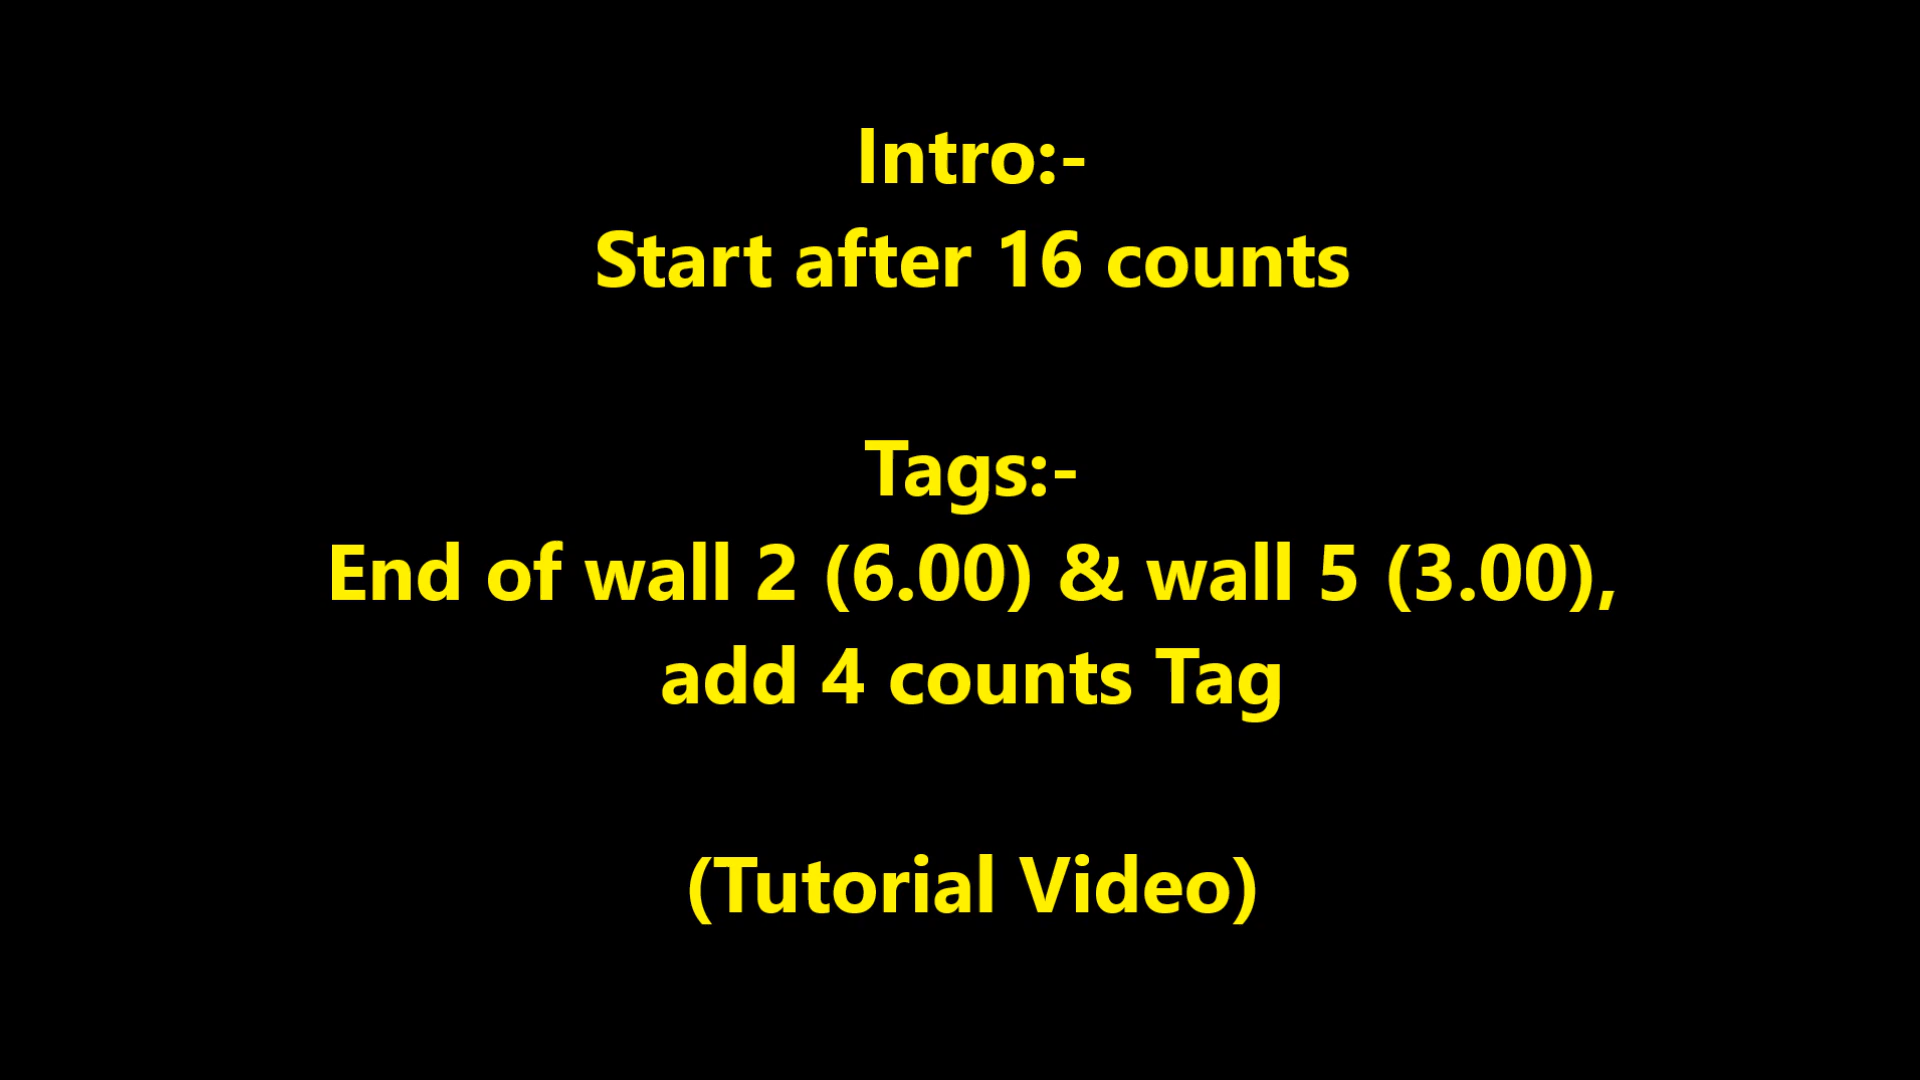 Intro:-
Start after 16 counts
Tags:-
End of wall 2 (6.00) & wall 5 (3.00),
add 4 counts Tag
(Tutorial Video)